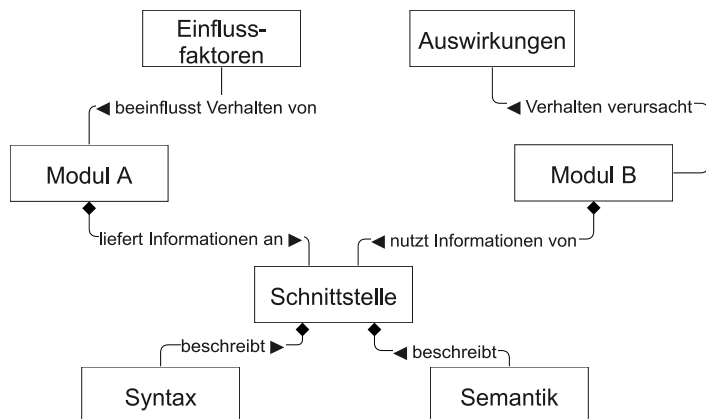 Einfluss-
faktoren
Auswirkungen
◄ beeinflusst Verhalten von
◄ Verhalten verursacht
Modul A
Modul B
liefert Informationen an ►
◄ nutzt Informationen von
Schnittstelle
beschreibt ►
◄ beschreibt
Syntax
Semantik